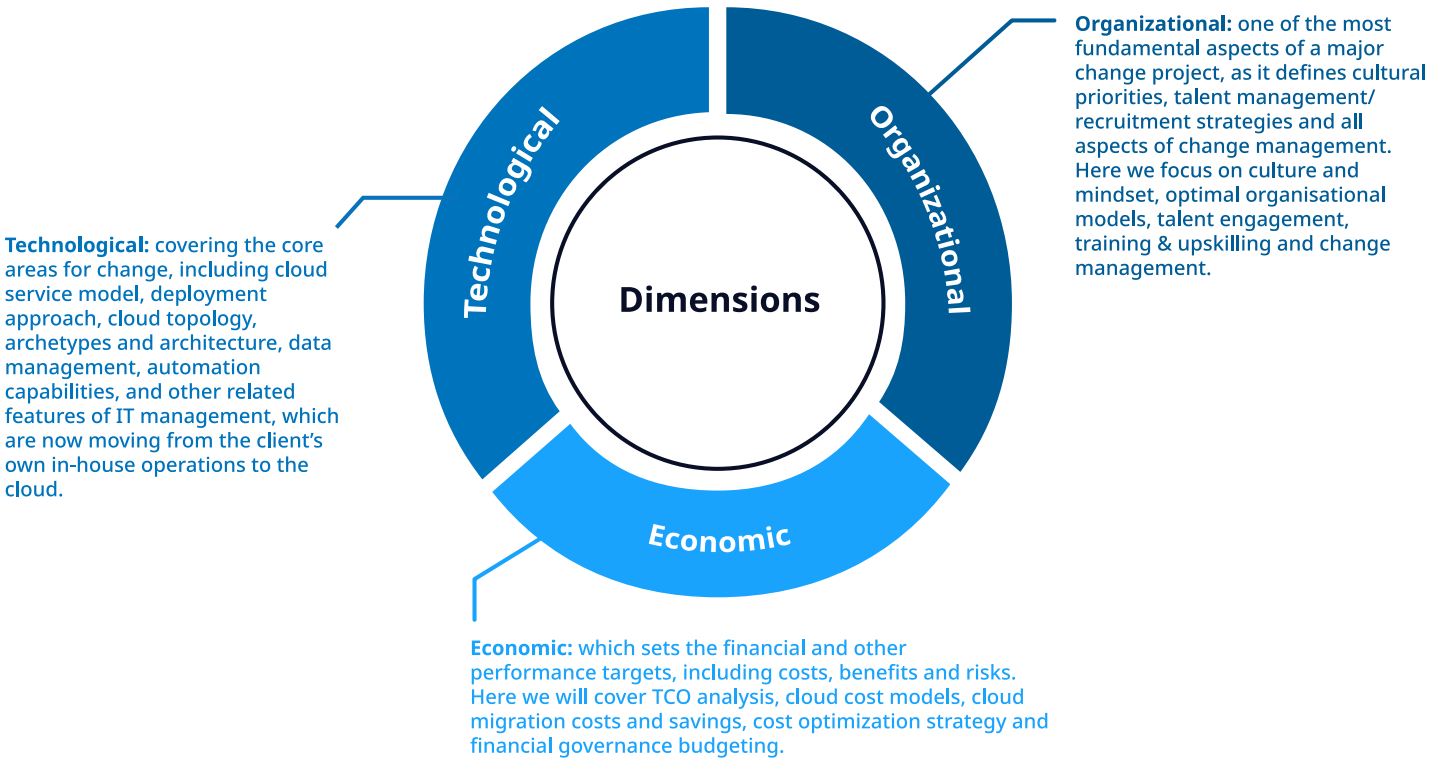 Technological
Organizational
Dimensions
Economic
Organizational: one of the most
fundamental aspects of a major
change project, as it defines cultural
priorities, talent management/
recruitment strategies and all
aspects of change management.
Here we focus on culture and
mindset, optimal organisational
models, talent engagement,
training & upskilling and change
management.
Technological: covering the core
areas for change, including cloud
service model, deployment
approach, cloud topology,
archetypes and architecture, data
management, automation
capabilities, and other related
features of IT management, which
are now moving from the client’s
own in-house operations to the
cloud.
Economic: which sets the financial and other
performance targets, including costs, benefits and risks.
Here we will cover TCO analysis, cloud cost models, cloud
migration costs and savings, cost optimization strategy and
financial governance budgeting.